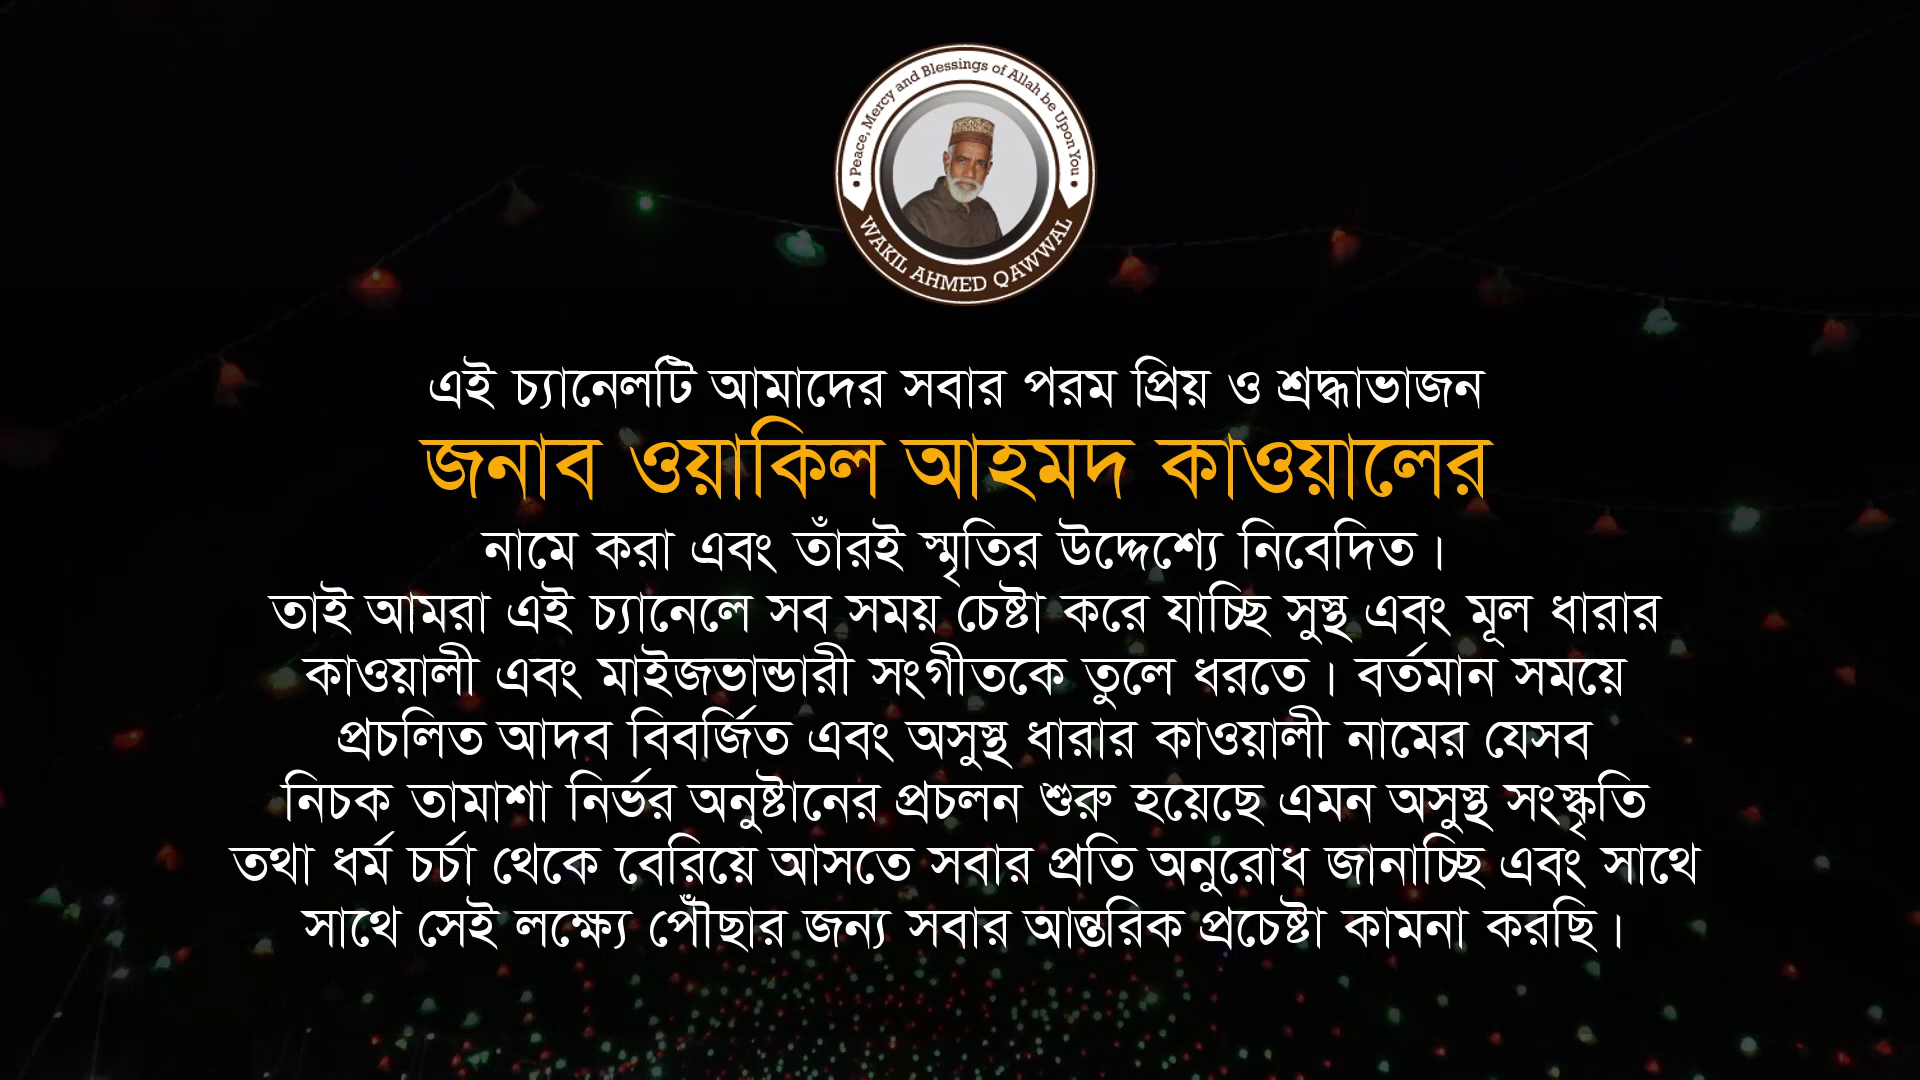 • Peace, Mercy and Blessings of Allah be Upon You •
WAKIL AHMED QAWWAL
এই চ্যানেলটি আমাদের সবার পরম প্রিয় ও শ্রদ্ধাভাজন
জনাব ওয়াকিল আহমদ কাওয়ালের
নামে করা এবং তাঁরই স্মৃতির উদ্দেশ্যে নিবেদিত।
তাই আমরা এই চ্যানেলে সব সময় চেষ্টা করে যাচ্ছি সুস্থ এবং মূল ধারার
কাওয়ালী এবং মাইজভান্ডারী সংগীতকে তুলে ধরতে। বর্তমান সময়ে
প্রচলিত আদব বিবর্জিত এবং অসুস্থ ধারার কাওয়ালী নামের যেসব
নিচক তামাশা নির্ভর অনুষ্টানের প্রচলন শুরু হয়েছে এমন অসুস্থ সংস্কৃতি
তথা ধর্ম চর্চা থেকে বেরিয়ে আসতে সবার প্রতি অনুরোধ জানাচ্ছি এবং সাথে
সাথে সেই লক্ষ্যে পৌঁছার জন্য সবার আন্তরিক প্রচেষ্টা কামনা করছি।